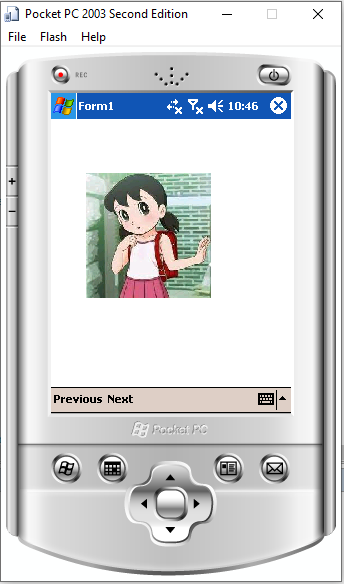 Pocket PC 2003 Second Edition
File Flash Help
REC
Form1 10:46
Previous Next
Pocket PC